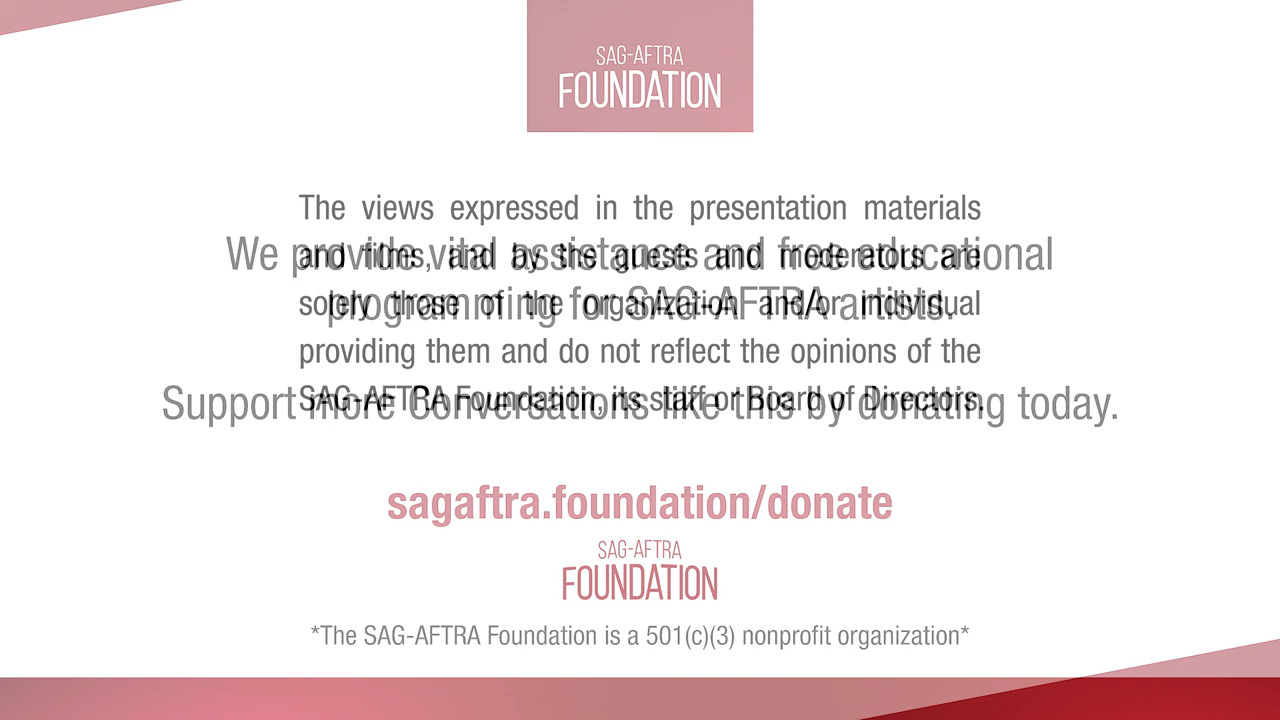 SAG-AFTRA
FOUNDATION
The views expressed in the presentation materials
and films, and by the guests and moderators are
solely those of the organization and/or individual
providing them and do not reflect the opinions of the
SAG-AFTRA Foundation, its staff or Board of Directors.
We provide vital assistance and free educational
programming for SAG-AFTRA artists.
Support more conversations like this by donating today.
sagaftra.foundation/donate
SAG-AFTRA
FOUNDATION
*The SAG-AFTRA Foundation is a 501(c)(3) nonprofit organization*